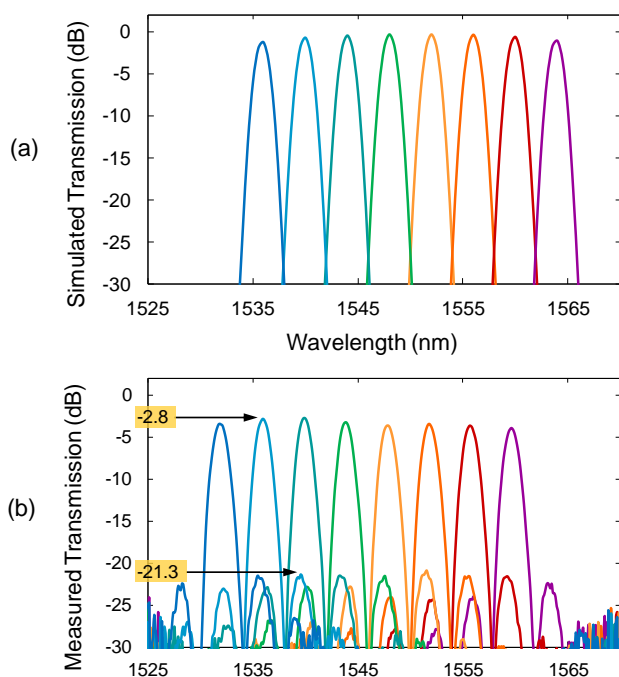 (a)
Simulated Transmission (dB)
0
-5
-10
-15
-20
-25
-30
1525 1535 1545 1555 1565
Wavelength (nm)
(b)
Measured Transmission (dB)
0
-5
-10
-15
-20
-25
-30
-2.8
-21.3
1525 1535 1545 1555 1565